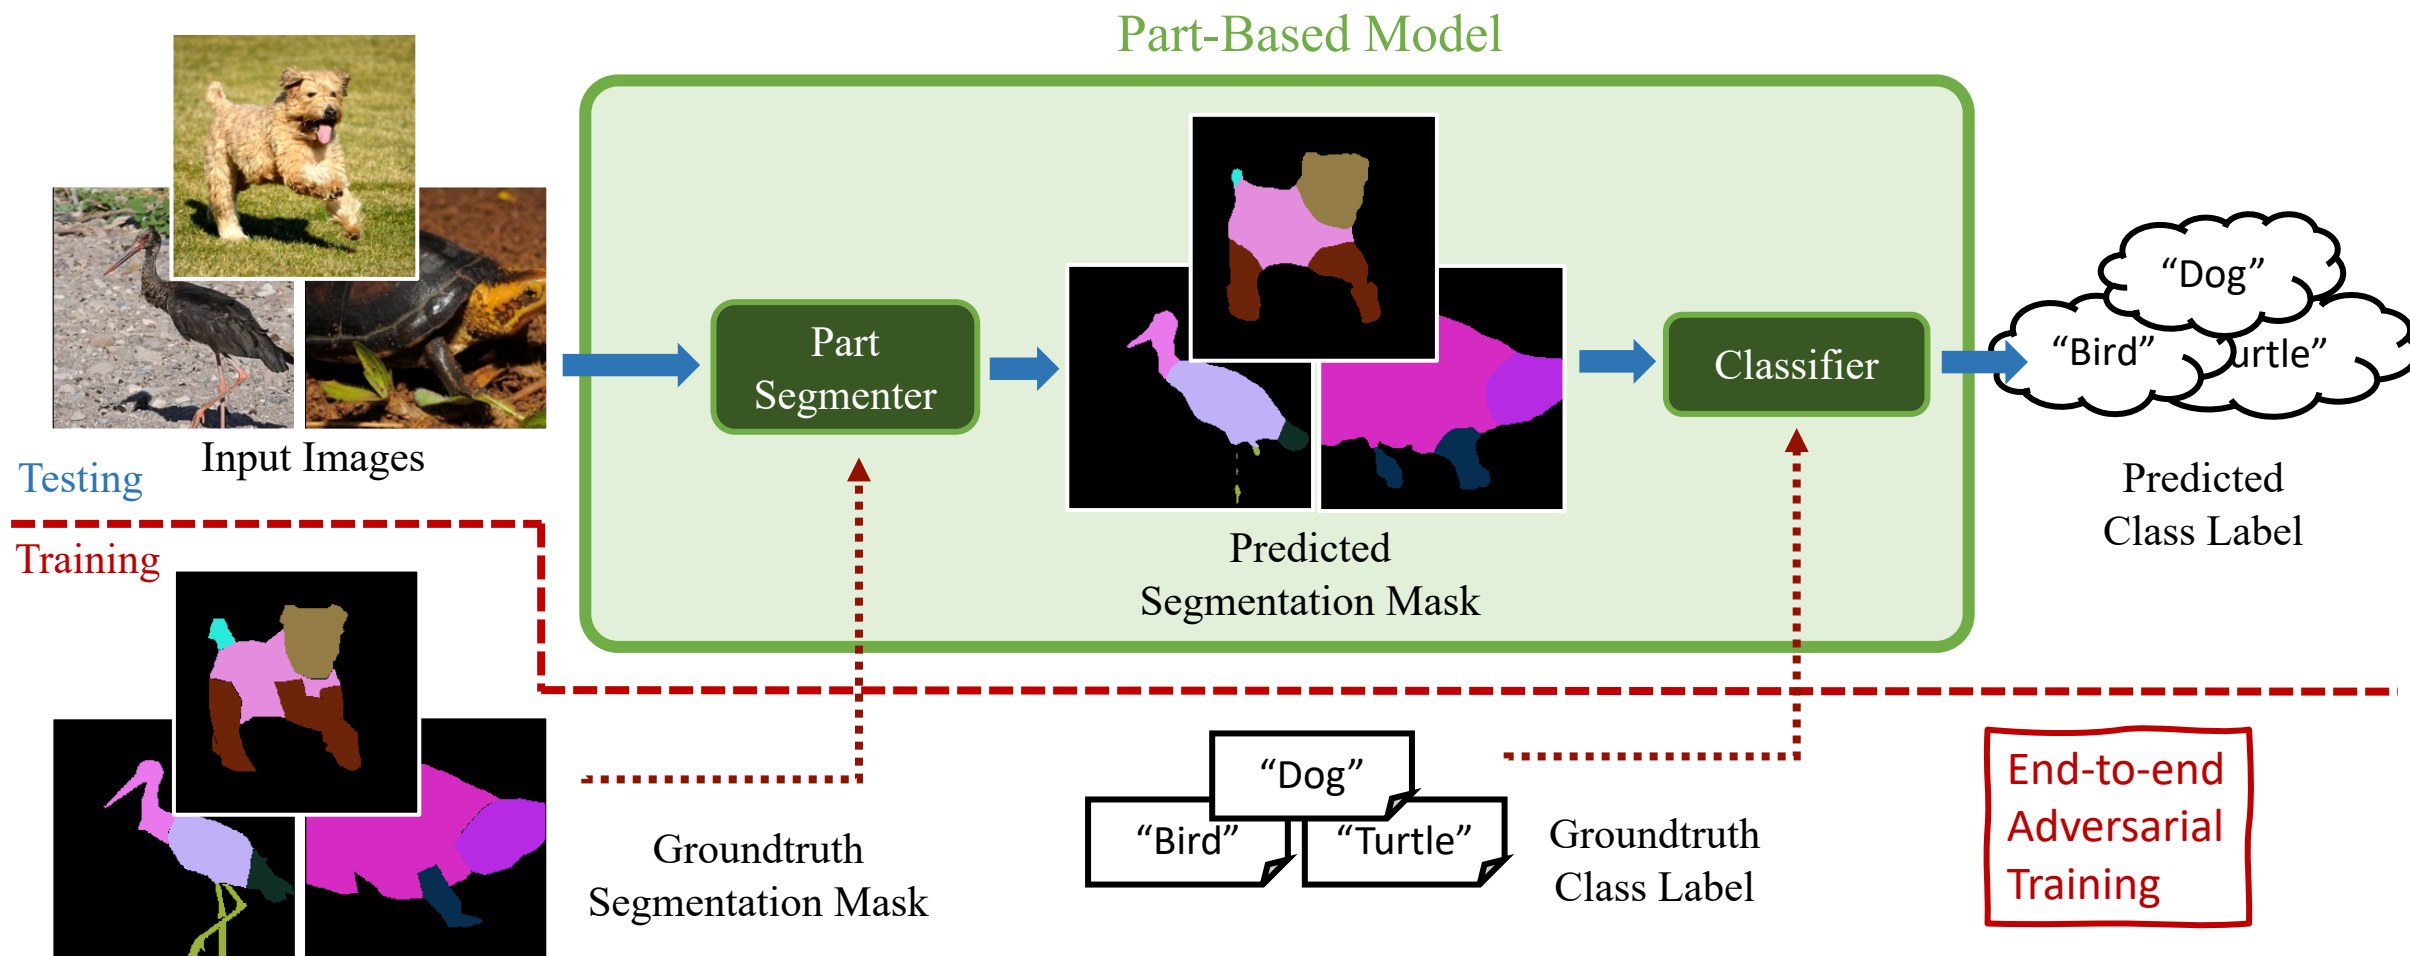 Part-Based Model
Part
Segmenter
Classifier
“Dog”
“Bird”
urtle”
Input Images
Testing
Predicted
Segmentation Mask
Predicted
Class Label
Training
“Dog”
“Bird”
“Turtle”
Groundtruth
Segmentation Mask
Groundtruth
Class Label
End-to-end
Adversarial
Training